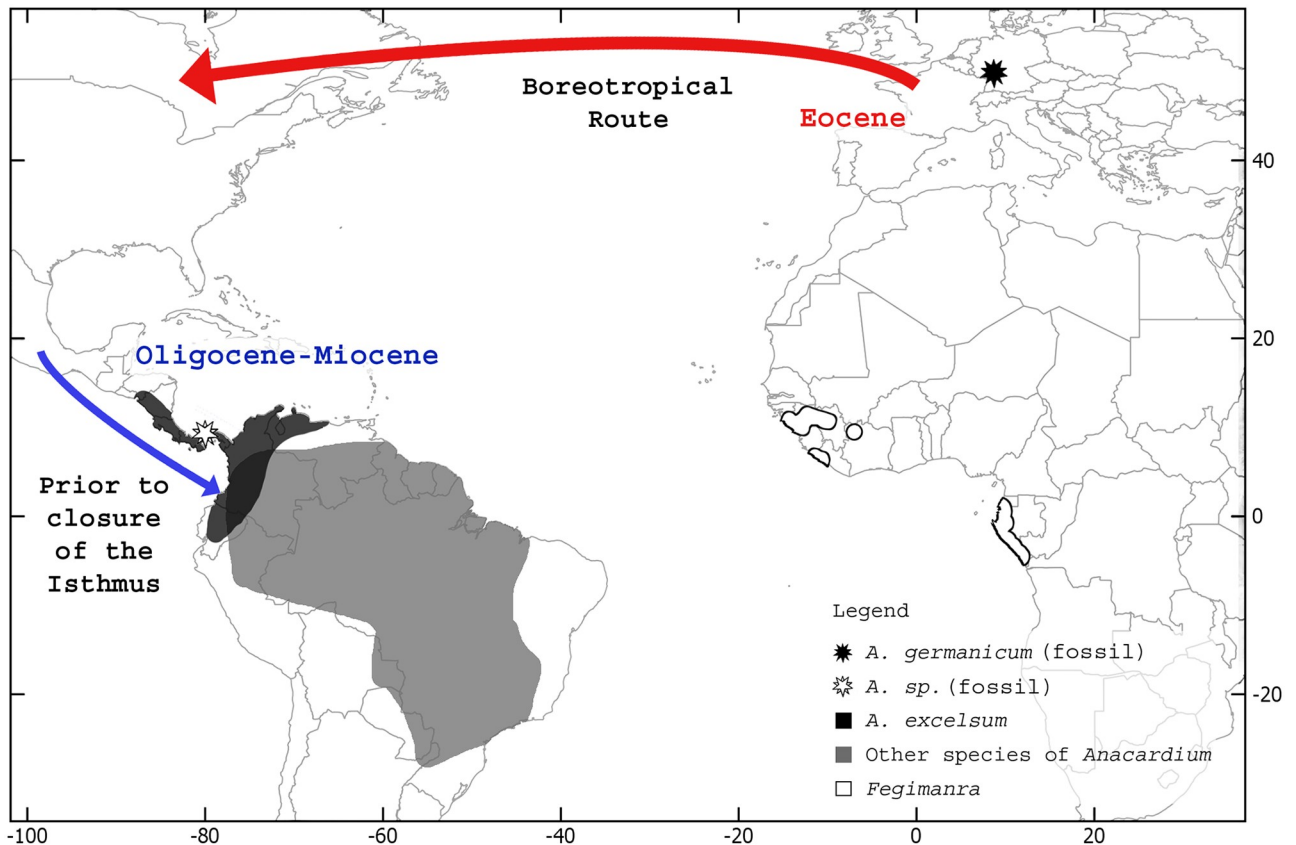 Boreotropical
Route
Eocene
40
20
Oligocene-Miocene
Prior to
closure
of the
Isthmus
0
Legend
A. germanicum (fossil)
A. sp. (fossil)
-20
A. excelsum
Other species of Anacardium
Fegimanra
-100
-80
-60
-40
-20
0
20